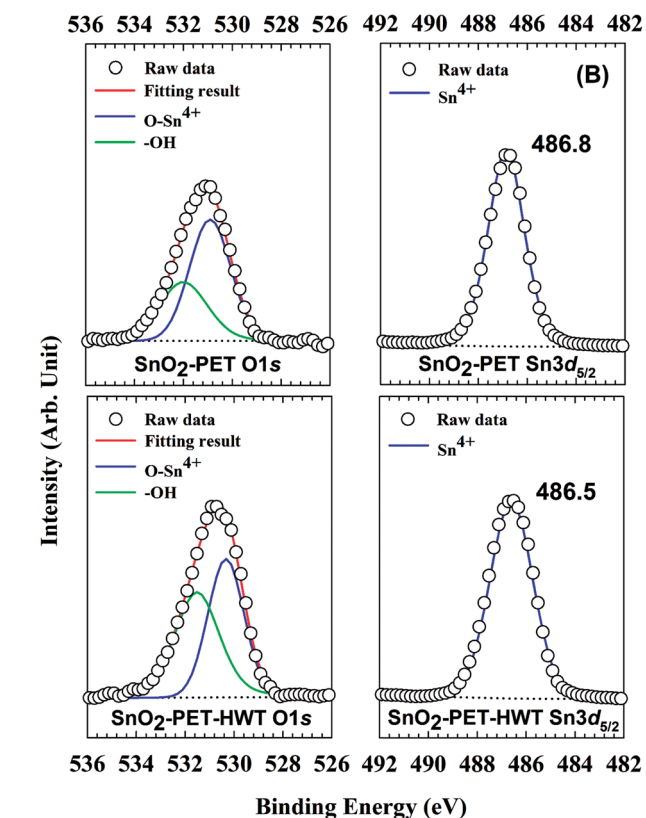 536 534 532 530 528 526
492 490 488 486 484 482
Raw data
Fitting result
O-Sn⁴⁺
-OH
SnO₂-PET O1s
(B)
Raw data
Sn⁴⁺
486.8
SnO₂-PET Sn3d₅/₂
Raw data
Fitting result
O-Sn⁴⁺
-OH
SnO₂-PET-HWT O1s
Raw data
Sn⁴⁺
486.5
SnO₂-PET-HWT Sn3d₅/₂
536 534 532 530 528 526
492 490 488 486 484 482
Intensity (Arb. Unit)
Binding Energy (eV)